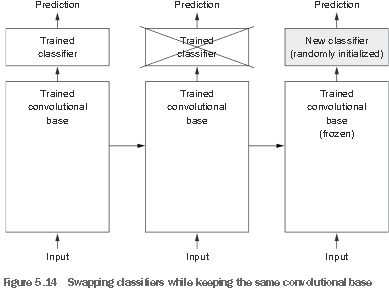 Prediction
Prediction
Prediction
Trained
classifier
Trained
classifier
New classifier
(randomly initialized)
Trained
convolutional
base
Trained
convolutional
base
Trained
convolutional
base
(frozen)
Input
Input
Input
Figure 5.14 Swapping classifiers while keeping the same convolutional base